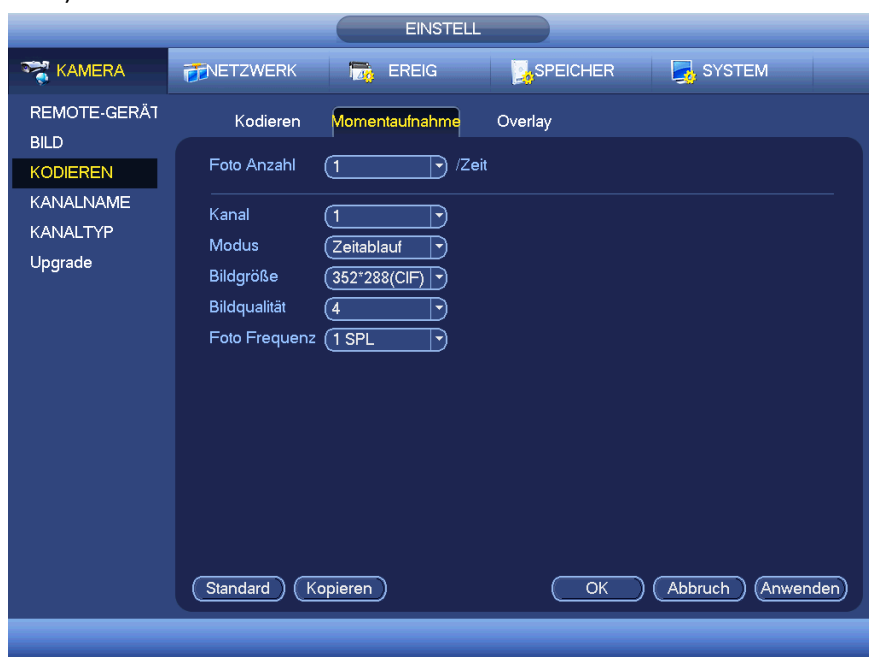 EINSTELL
KAMERA NETZWERK EREIG SPEICHER SYSTEM
REMOTE-GERÄT
BILD
KODIEREN
KANALNAME
KANALTYP
Upgrade
Kodieren Momentaufnahme Overlay
Foto Anzahl 1 /Zeit
Kanal 1
Modus Zeitablauf
Bildgröße 352*288(CIF)
Bildqualität 4
Foto Frequenz 1 SPL
Standard Kopieren OK Abbruch Anwenden